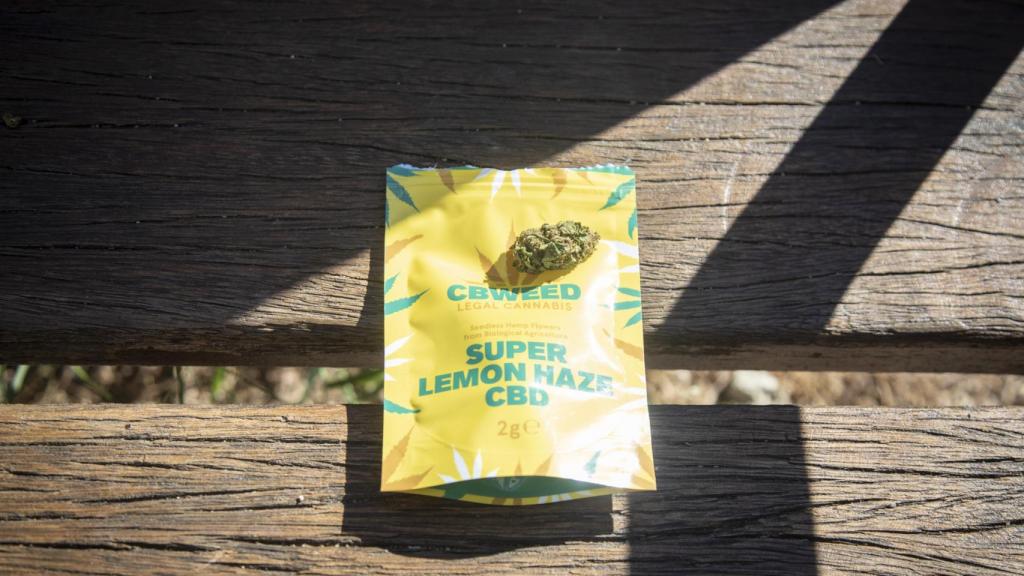 CBWEED
LEGAL CANNABIS
Seedless Hemp Flowers
from Biological Agriculture
SUPER
LEMON HAZE
CBD
2g ℮